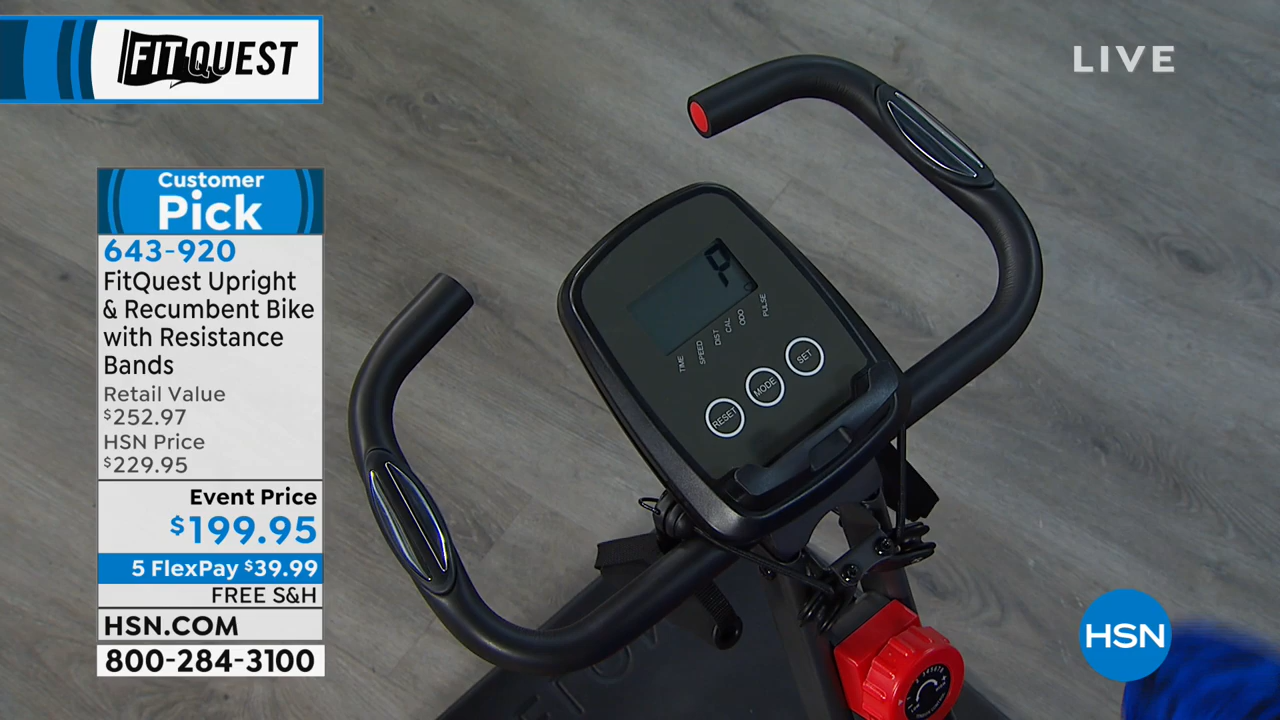 FITQUEST
LIVE
Customer
Pick
643-920
FitQuest Upright
& Recumbent Bike
with Resistance
Bands
Retail Value
$252.97
HSN Price
$229.95
Event Price
$199.95
5 FlexPay $39.99
FREE S&H
HSN.COM
800-284-3100
P
TIME
SPEED
DIST
CAL
ODO
PULSE
RESET
MODE
SET
HSN